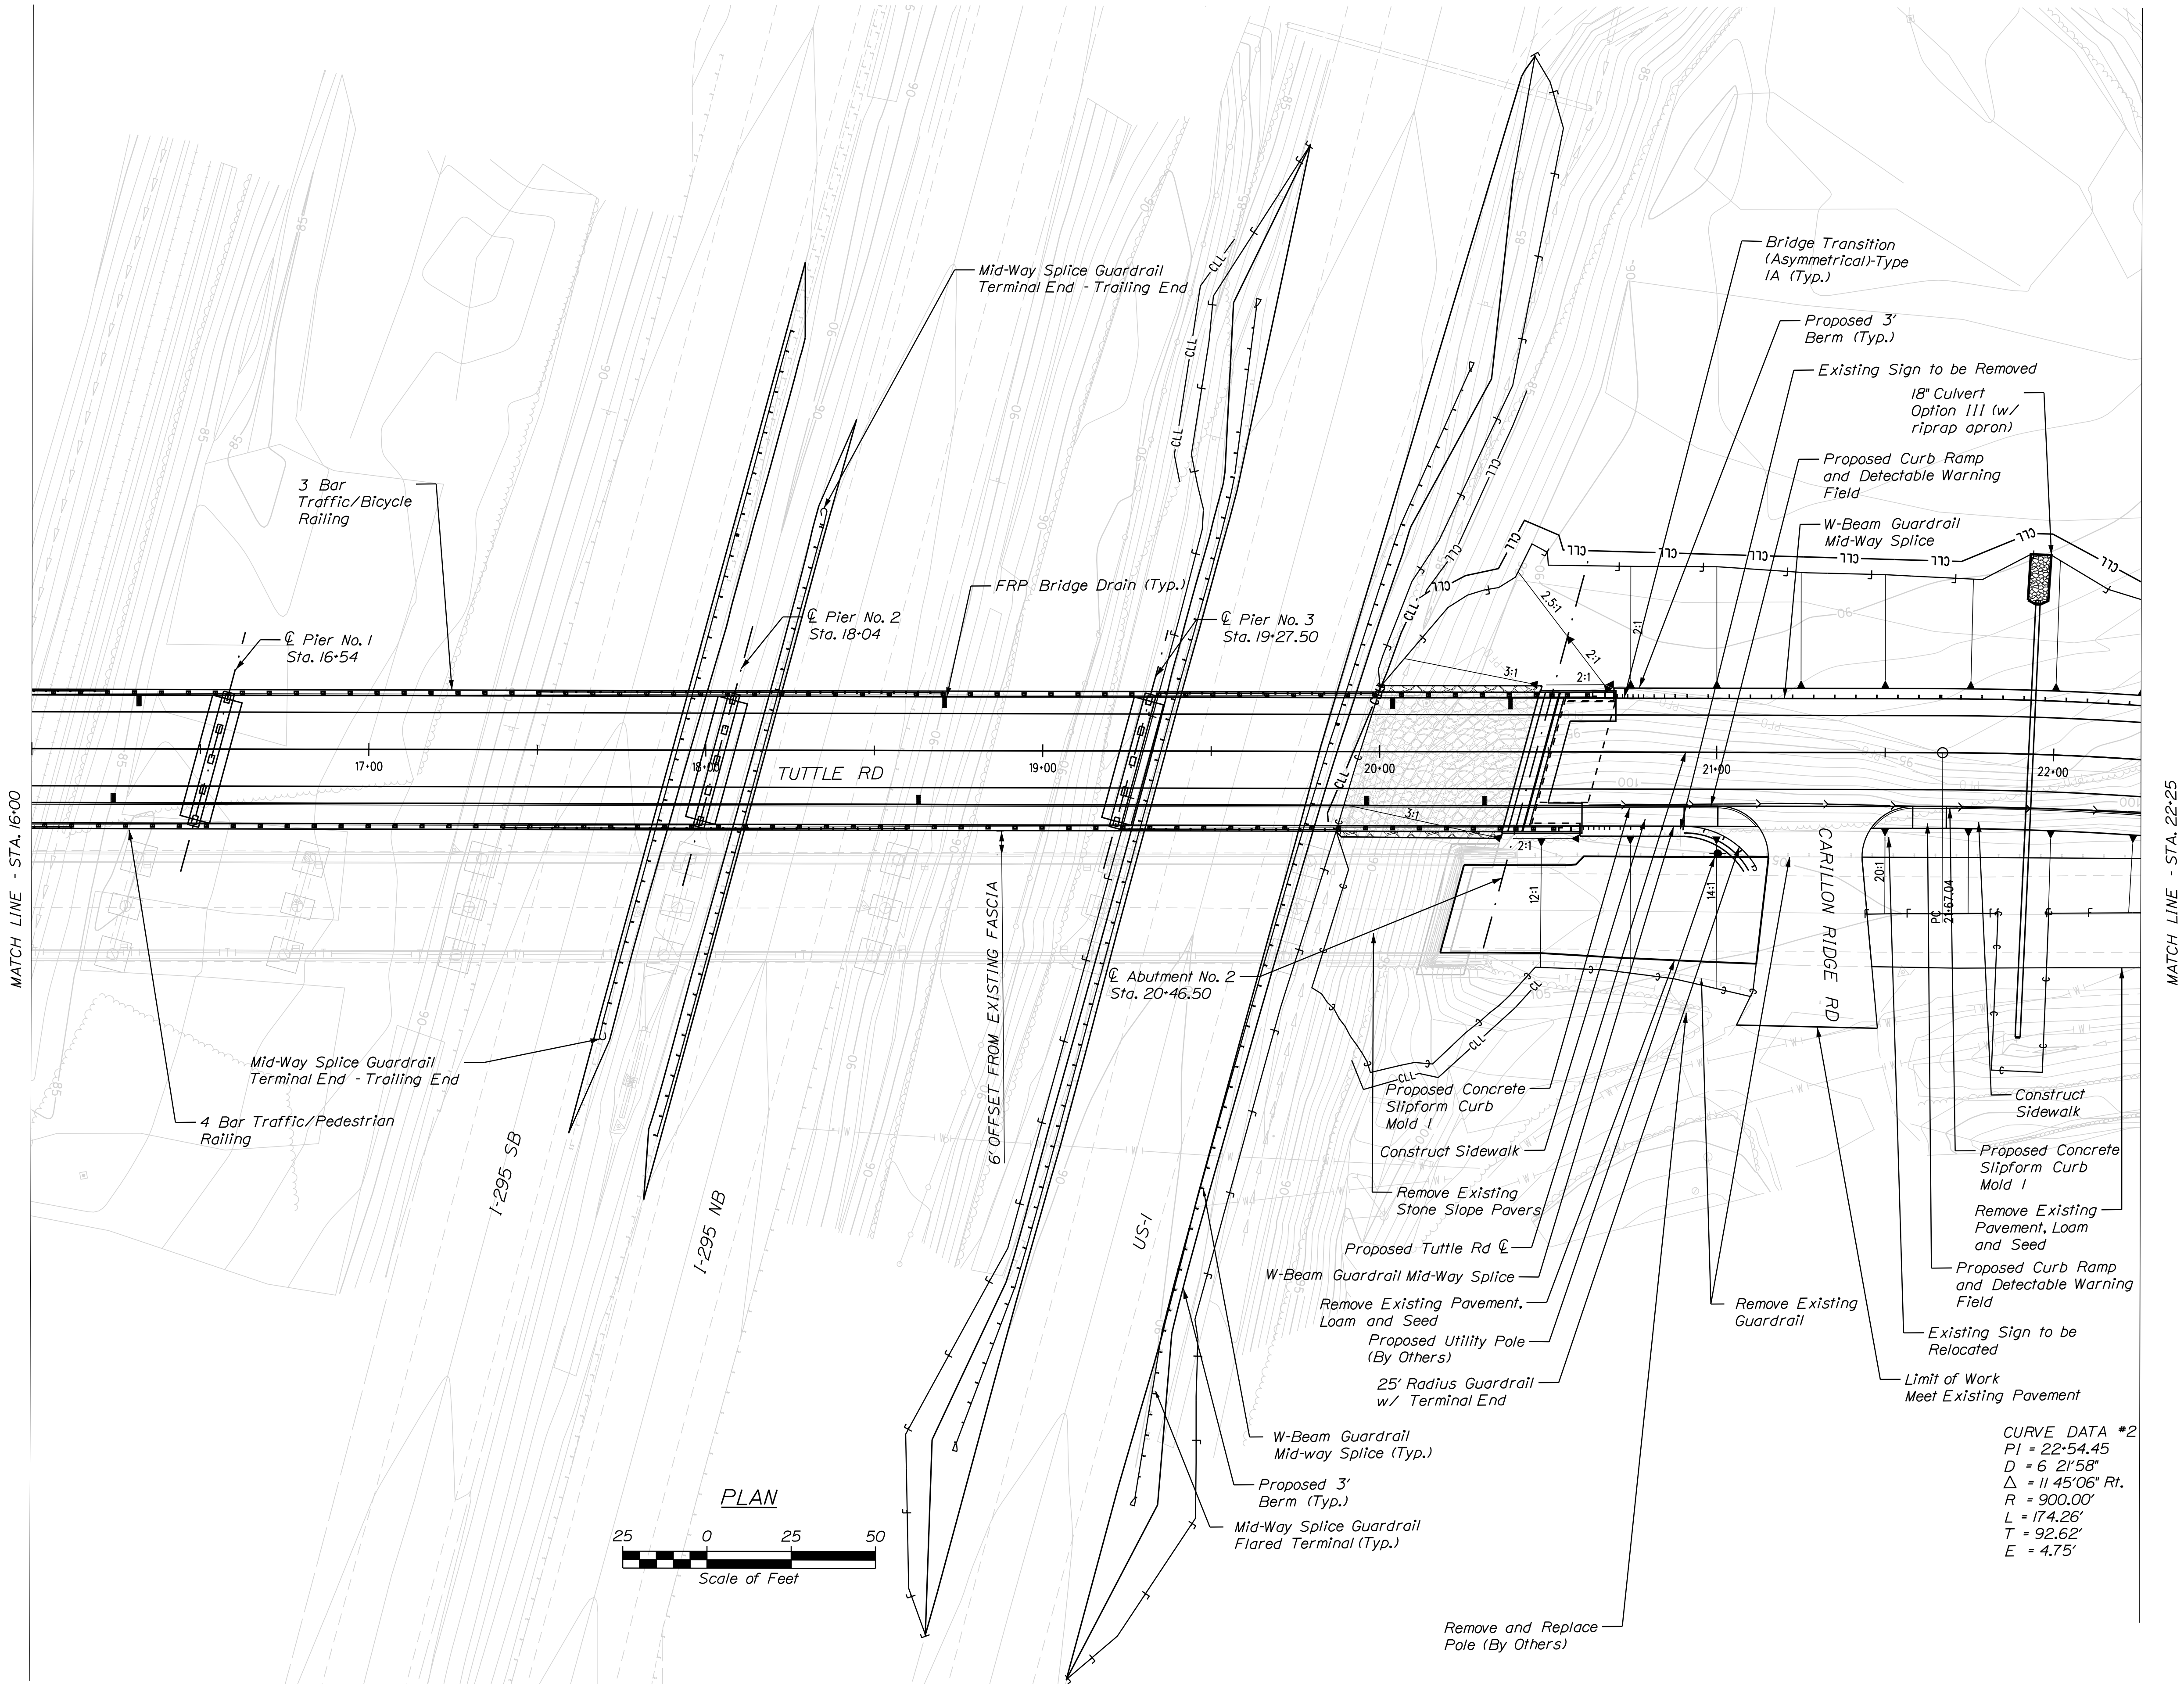 Bridge Transition
(Asymmetrical)-Type
1A (Typ.)
Mid-Way Splice Guardrail
Terminal End - Trailing End
Proposed 3'
Berm (Typ.)
Existing Sign to be Removed
18" Culvert
Option III (w/
riprap apron)
Proposed Curb Ramp
and Detectable Warning
Field
3 Bar
Traffic/Bicycle
Railing
W-Beam Guardrail
Mid-Way Splice
FRP Bridge Drain (Typ.)
℄ Pier No. 1
Sta. 16+54
℄ Pier No. 2
Sta. 18+04
℄ Pier No. 3
Sta. 19+27.50
2.5:1
2:1
2:1
3:1
2:1
17+00
18+00
TUTTLE RD
19+00
20+00
21+00
22+00
3:1
2:1
12:1
14:1
20:1
PC
21+67.04
CARILLON RIDGE RD
MATCH LINE - STA. 16+00
MATCH LINE - STA. 22+25
6' OFFSET FROM EXISTING FASCIA
℄ Abutment No. 2
Sta. 20+46.50
Mid-Way Splice Guardrail
Terminal End - Trailing End
4 Bar Traffic/Pedestrian
Railing
I-295 SB
I-295 NB
US-1
Proposed Concrete
Slipform Curb
Mold 1
Construct Sidewalk
Remove Existing
Stone Slope Pavers
Proposed Tuttle Rd ℄
W-Beam Guardrail Mid-Way Splice
Remove Existing Pavement,
Loam and Seed
Proposed Utility Pole
(By Others)
25' Radius Guardrail
w/ Terminal End
W-Beam Guardrail
Mid-way Splice (Typ.)
Proposed 3'
Berm (Typ.)
Mid-Way Splice Guardrail
Flared Terminal (Typ.)
Remove and Replace
Pole (By Others)
Remove Existing
Guardrail
Construct
Sidewalk
Proposed Concrete
Slipform Curb
Mold 1
Remove Existing
Pavement, Loam
and Seed
Proposed Curb Ramp
and Detectable Warning
Field
Existing Sign to be
Relocated
Limit of Work
Meet Existing Pavement
CURVE DATA #2
PI = 22+54.45
D = 6 21'58"
Δ = 11 45'06" Rt.
R = 900.00'
L = 174.26'
T = 92.62'
E = 4.75'
PLAN
25 0 25 50
Scale of Feet